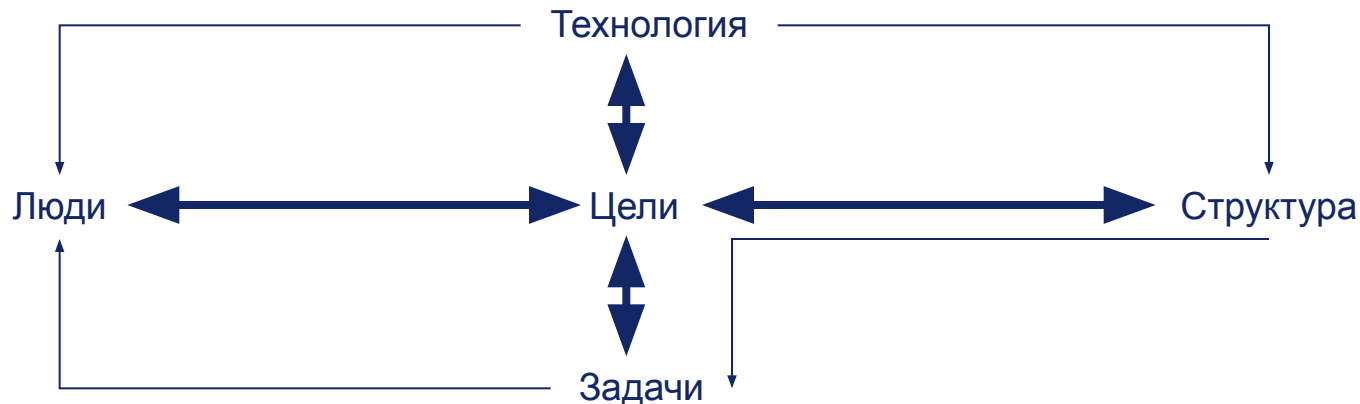 Технология
Люди
Цели
Структура
Задачи